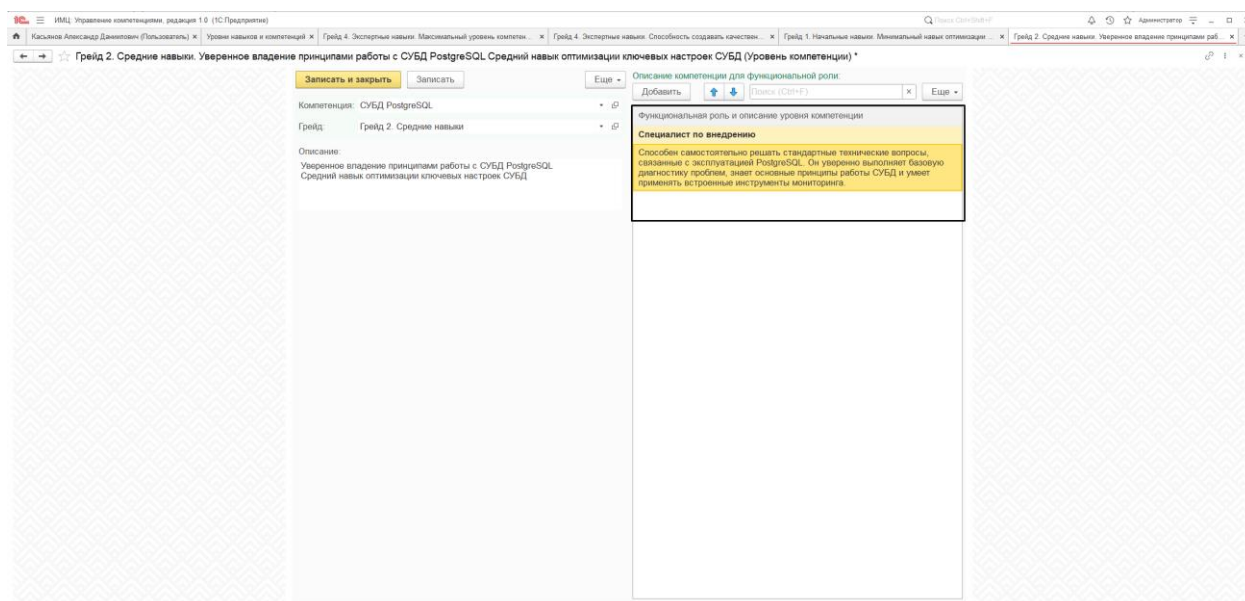 1С ИМЦ: Управление компетенциями, редакция 1.0 (1С:Предприятие) Поиск Ctrl+Shift+F Администратор
Касьянов Александр Даниилович (Пользователь) × Уровни навыков и компетенций × Грейд 4. Экспертные навыки. Максимальный уровень компетен... × Грейд 4. Экспертные навыки. Способность создавать качествен... × Грейд 1. Начальные навыки. Минимальный навык оптимизации ... × Грейд 2. Средние навыки. Уверенное владение принципами раб... ×
Грейд 2. Средние навыки. Уверенное владение принципами работы с СУБД PostgreSQL Средний навык оптимизации ключевых настроек СУБД (Уровень компетенции) *
Записать и закрыть Записать Еще
Компетенция: СУБД PostgreSQL
Грейд: Грейд 2. Средние навыки
Описание:
Уверенное владение принципами работы с СУБД PostgreSQL
Средний навык оптимизации ключевых настроек СУБД
Описание компетенции для функциональной роли:
Добавить Поиск (Ctrl+F) × Еще
Функциональная роль и описание уровня компетенции
Специалист по внедрению
Способен самостоятельно решать стандартные технические вопросы,
связанные с эксплуатацией PostgreSQL. Он уверенно выполняет базовую
диагностику проблем, знает основные принципы работы СУБД и умеет
применять встроенные инструменты мониторинга.